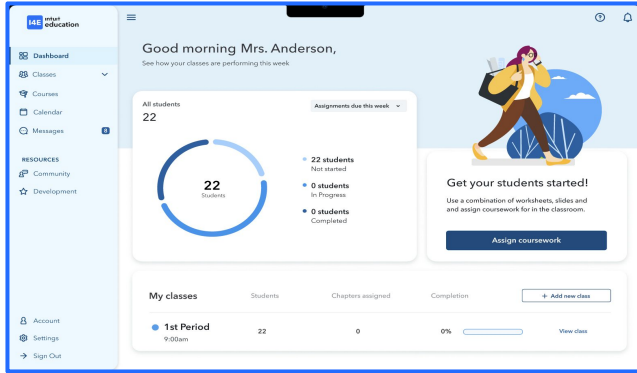 I4E intuit
education
Dashboard
Classes
Courses
Calendar
Messages 8
RESOURCES
Community
Development
Account
Settings
Sign Out
Good morning Mrs. Anderson,
See how your classes are performing this week
All students
22
Assignments due this week
22
Students
22 students
Not started
0 students
In Progress
0 students
Completed
Get your students started!
Use a combination of worksheets, slides and
and assign coursework for in the classroom.
Assign coursework
My classes Students Chapters assigned Completion + Add new class
1st Period 22 0 0% View class
9:00am